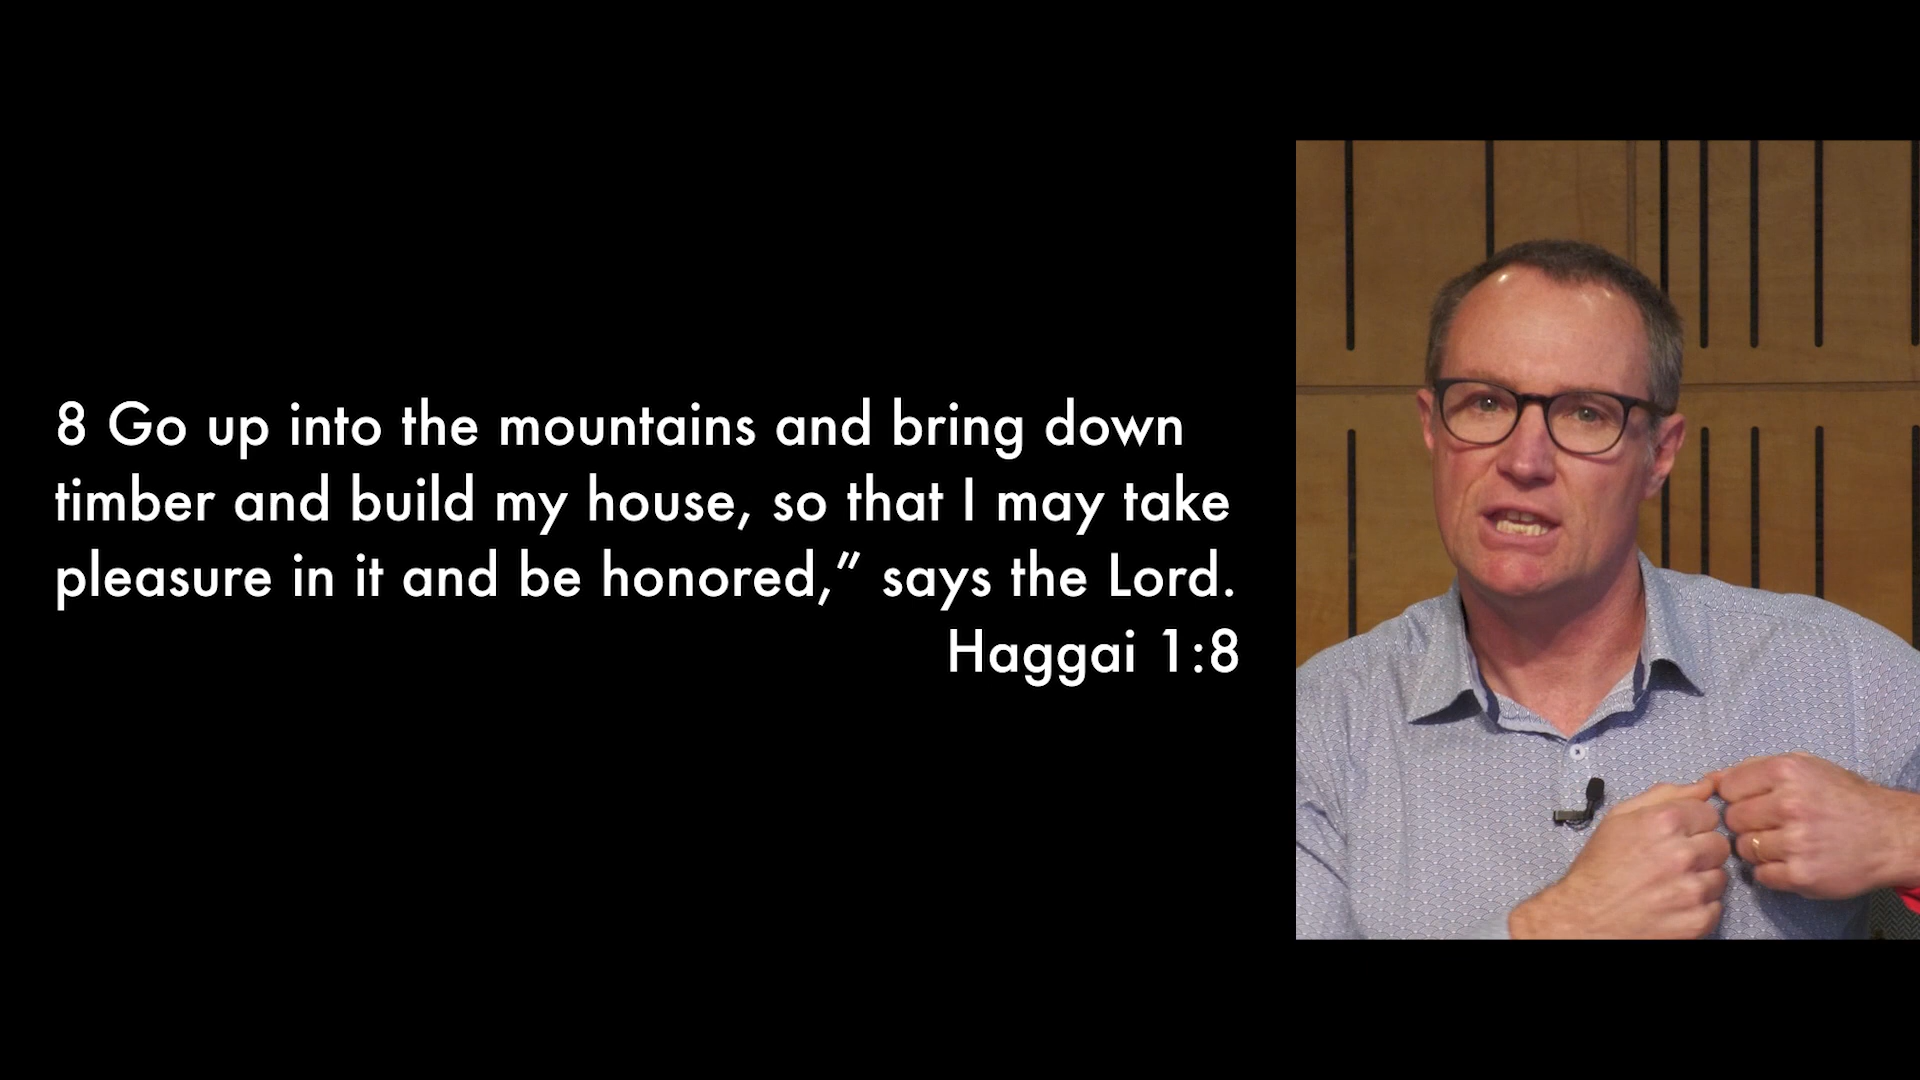 8 Go up into the mountains and bring down
timber and build my house, so that I may take
pleasure in it and be honored,” says the Lord.
Haggai 1:8